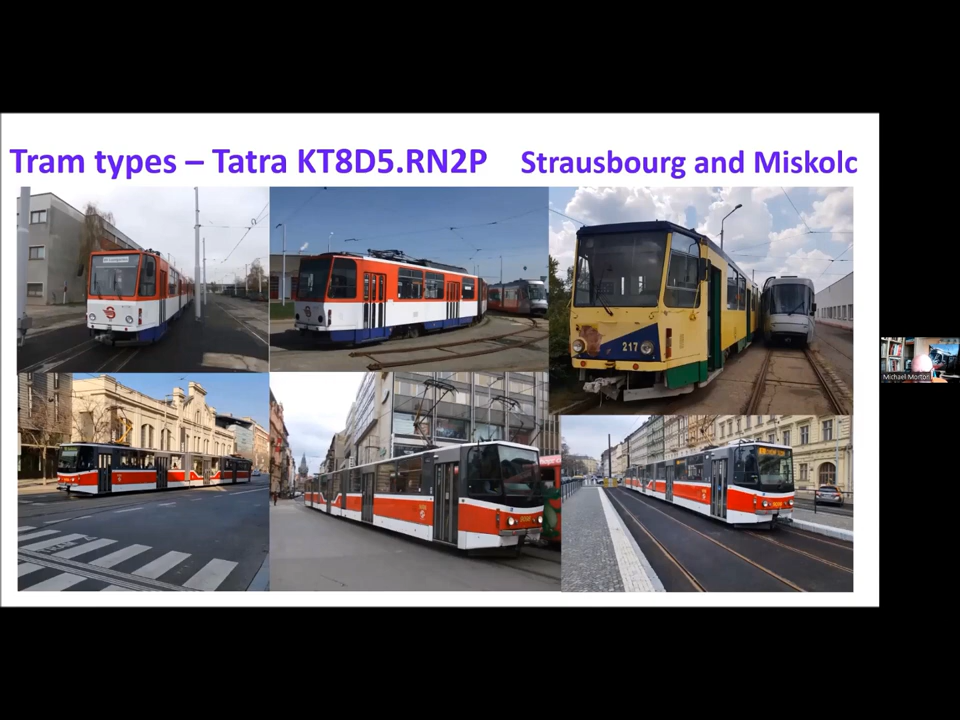 Tram types – Tatra KT8D5.RN2P Strausbourg and Miskolc
217
Michael Morton